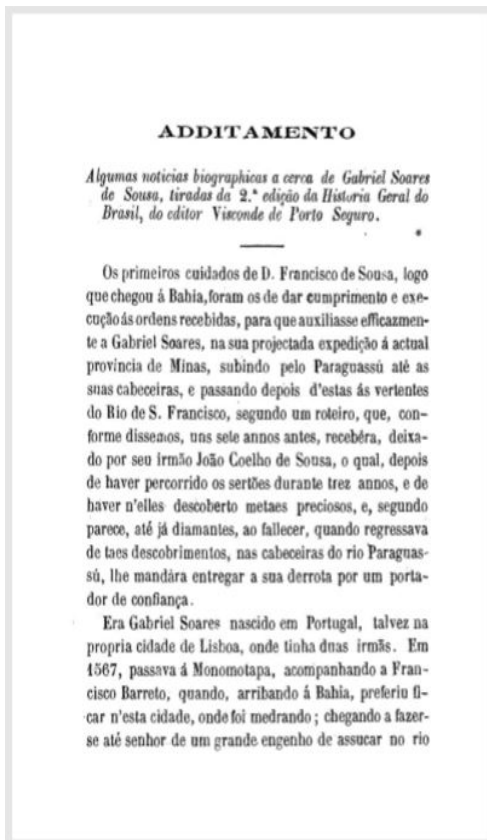 ADDITAMENTO
Algumas noticias biographicas a cerca de Gabriel Soares
de Sousa, tiradas da 2.ª edição da Historia Geral do
Brasil, do editor Visconde de Porto Seguro.
Os primeiros cuidados de D. Francisco de Sousa, logo
que chegou á Bahia, foram os de dar cumprimento e exe-
cução ás ordens recebidas, para que auxiliasse efficazmen-
te a Gabriel Soares, na sua projectada expedição á actual
provincia de Minas, subindo pelo Paraguassú até as
suas cabeceiras, e passando depois d'estas ás vertentes
do Rio de S. Francisco, segundo um roteiro, que, con-
forme dissemos, uns sete annos antes, recebêra, deixa-
do por seu irmão João Coelho de Sousa, o qual, depois
de haver percorrido os sertões durante trez annos, e de
haver n'elles descoberto metaes preciosos, e, segundo
parece, até já diamantes, ao fallecer, quando regressava
de taes descobrimentos, nas cabeceiras do rio Paraguas-
sú, lhe mandára entregar a sua derrota por um porta-
dor de confiança.
Era Gabriel Soares nascido em Portugal, talvez na
propria cidade de Lisboa, onde tinha duas irmãs. Em
1567, passava á Monomotapa, acompanhando a Fran-
cisco Barreto, quando, arribando á Bahia, preferiu fi-
car n'esta cidade, onde foi medrando; chegando a fazer-
se até senhor de um grande engenho de assucar no rio